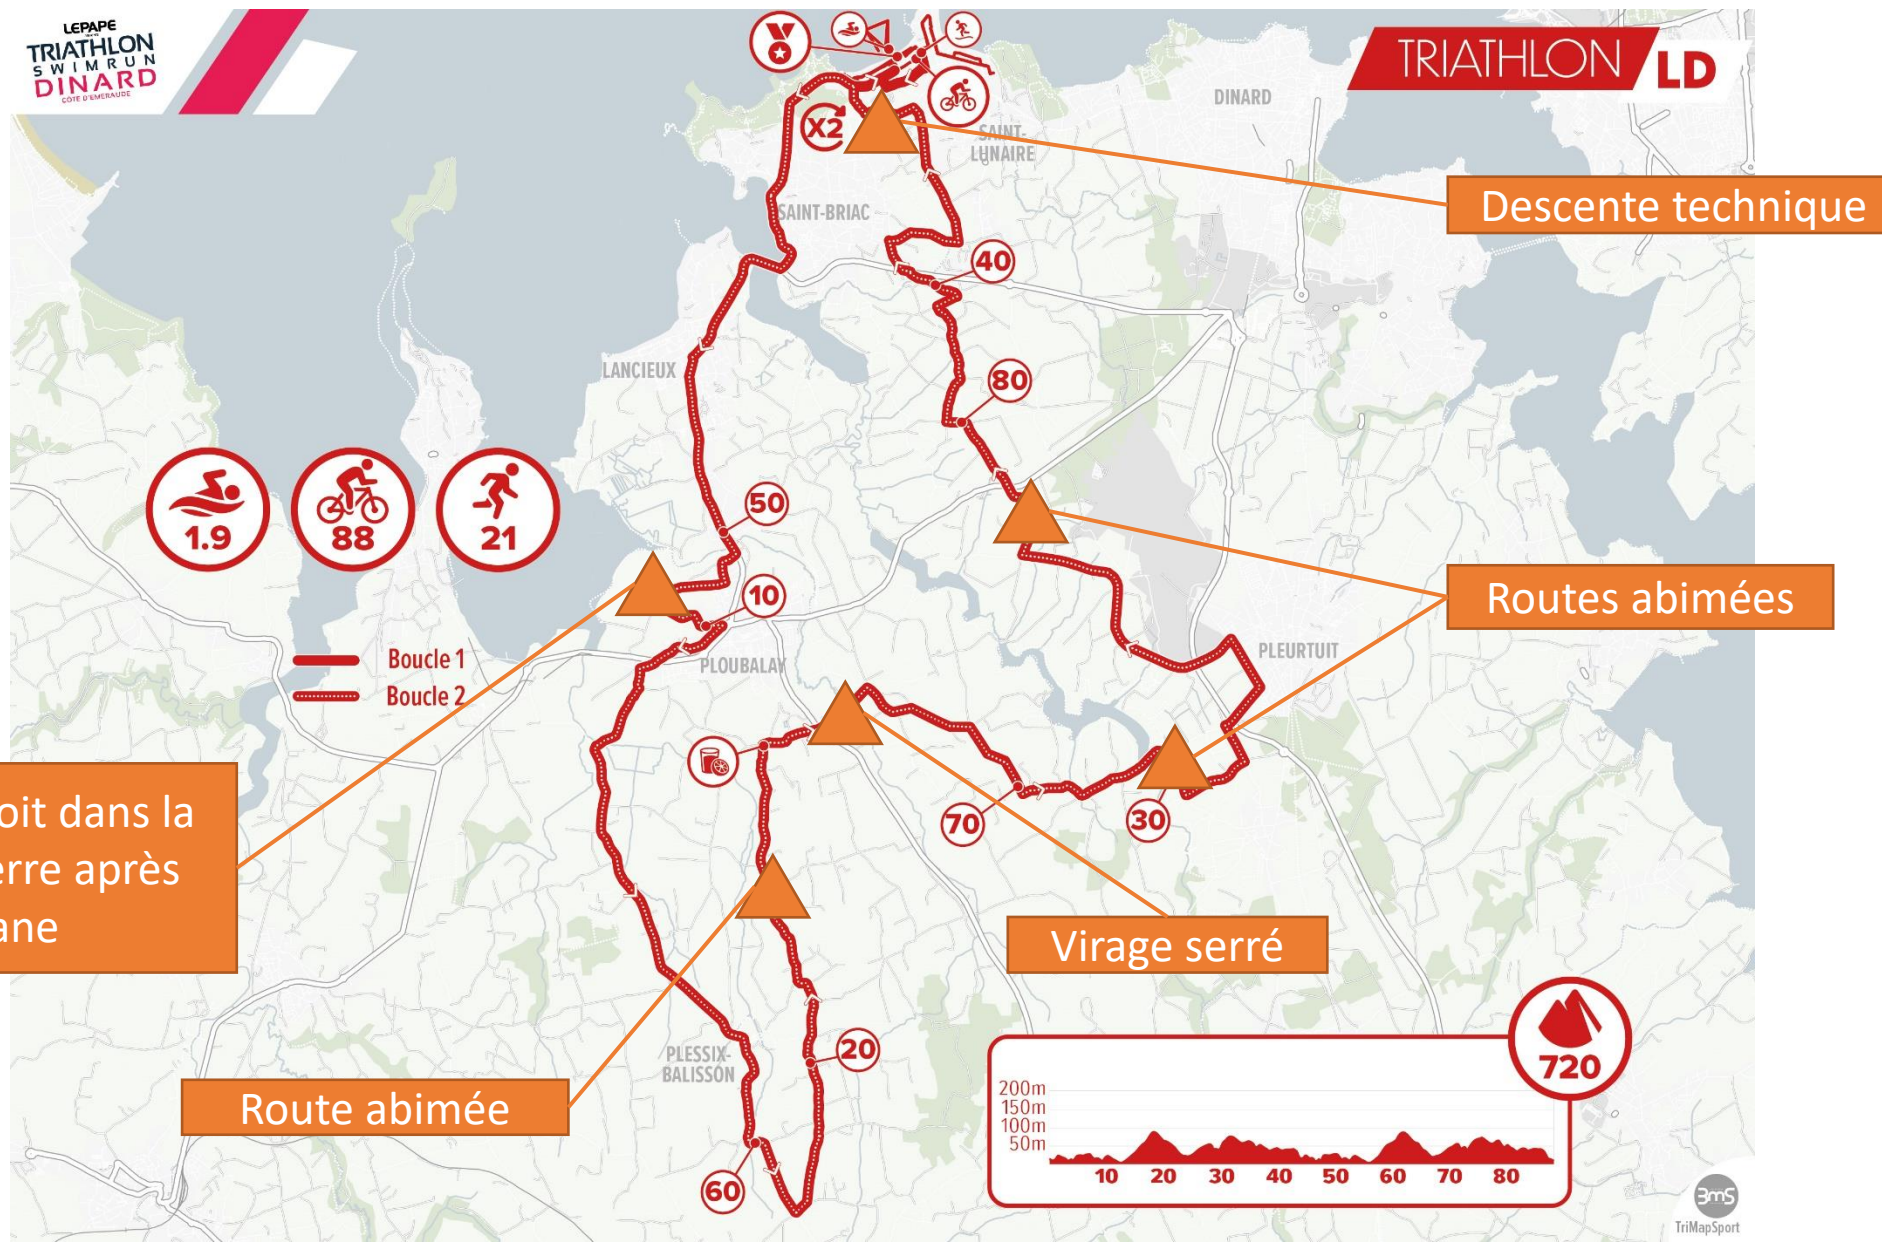 LEPAPE
TRIATHLON
SWIMRUN
DINARD
CÔTE D'EMERAUDE
TRIATHLON LD
DINARD
X2
SAINT-
LUNAIRE
Descente technique
SAINT-BRIAC
40
LANCIEUX
80
50
1.9
88
21
10
Routes abimées
Boucle 1
Boucle 2
PLOUBALAY
PLEURTUIT
70
30
oit dans la
erre après
ane
Virage serré
PLESSIX-
BALISSON
20
Route abimée
60
720
200m
150m
100m
50m
10 20 30 40 50 60 70 80
3mS
TriMapSport